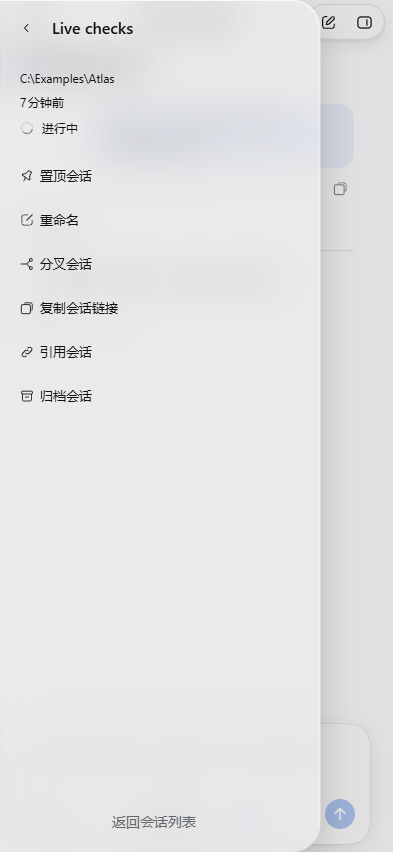 Live checks
C:\Examples\Atlas
7分钟前
进行中
置顶会话
重命名
分叉会话
复制会话链接
引用会话
归档会话
返回会话列表